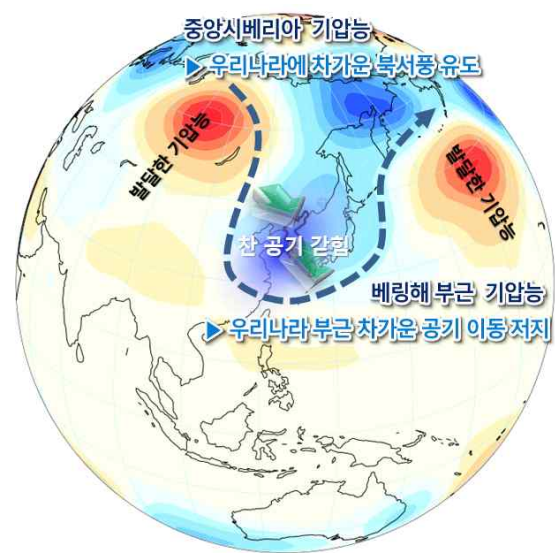 중앙시베리아 기압능
▶ 우리나라에 차가운 북서풍 유도
발달한 기압능
발달한 기압능
찬 공기 갇힘
베링해 부근 기압능
▶ 우리나라 부근 차가운 공기 이동 저지